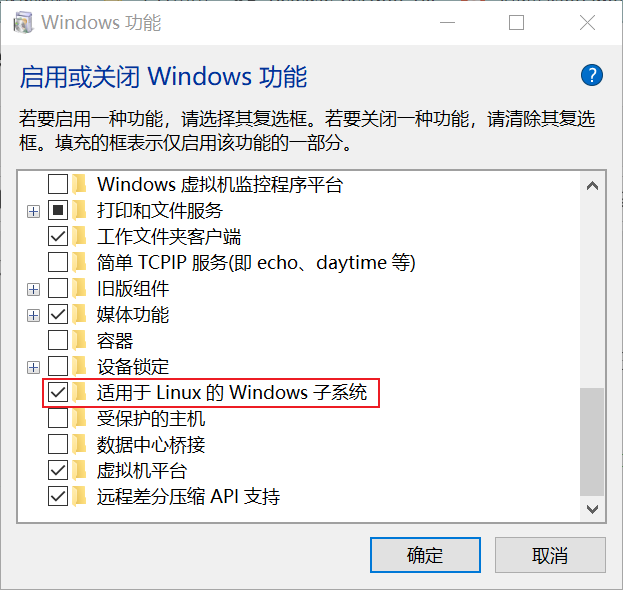 Windows 功能
启用或关闭 Windows 功能
?
若要启用一种功能，请选择其复选框。若要关闭一种功能，请清除其复选
框。填充的框表示仅启用该功能的一部分。
Windows 虚拟机监控程序平台
打印和文件服务
工作文件夹客户端
简单 TCPIP 服务(即 echo、daytime 等)
旧版组件
媒体功能
容器
设备锁定
适用于 Linux 的 Windows 子系统
受保护的主机
数据中心桥接
虚拟机平台
远程差分压缩 API 支持
确定
取消